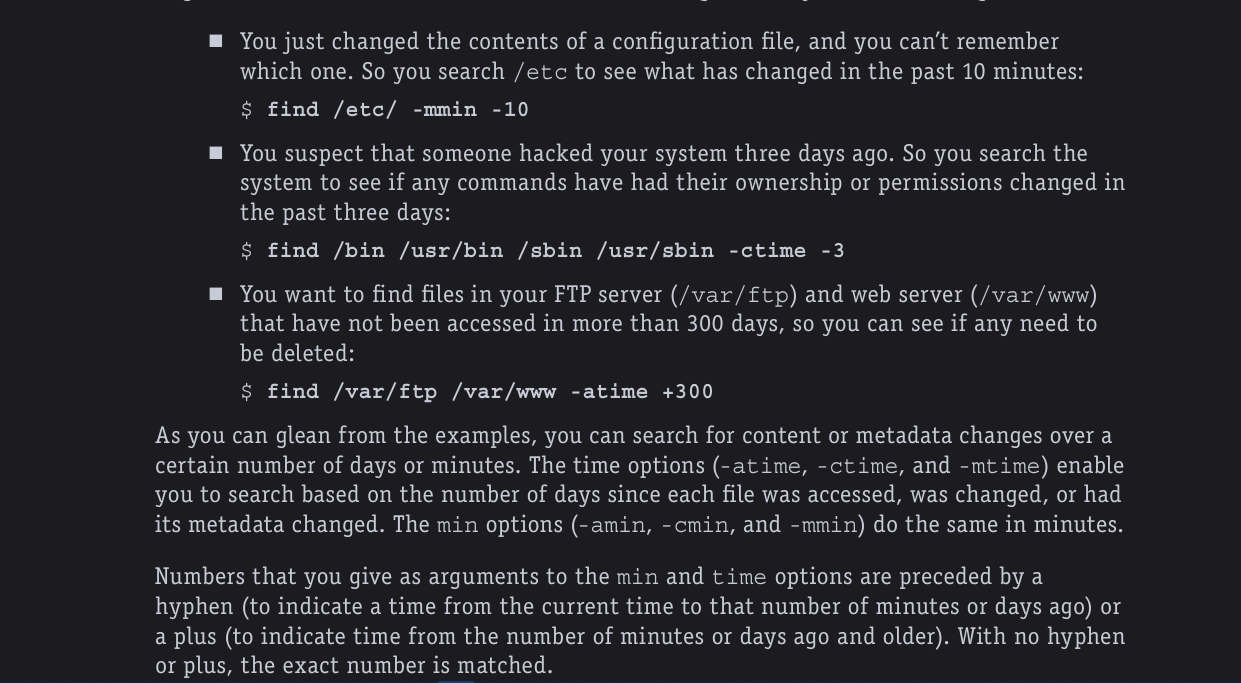 ■ You just changed the contents of a configuration file, and you can’t remember
which one. So you search /etc to see what has changed in the past 10 minutes:
$ find /etc/ -mmin -10
■ You suspect that someone hacked your system three days ago. So you search the
system to see if any commands have had their ownership or permissions changed in
the past three days:
$ find /bin /usr/bin /sbin /usr/sbin -ctime -3
■ You want to find files in your FTP server (/var/ftp) and web server (/var/www)
that have not been accessed in more than 300 days, so you can see if any need to
be deleted:
$ find /var/ftp /var/www -atime +300
As you can glean from the examples, you can search for content or metadata changes over a
certain number of days or minutes. The time options (-atime, -ctime, and -mtime) enable
you to search based on the number of days since each file was accessed, was changed, or had
its metadata changed. The min options (-amin, -cmin, and -mmin) do the same in minutes.
Numbers that you give as arguments to the min and time options are preceded by a
hyphen (to indicate a time from the current time to that number of minutes or days ago) or
a plus (to indicate time from the number of minutes or days ago and older). With no hyphen
or plus, the exact number is matched.